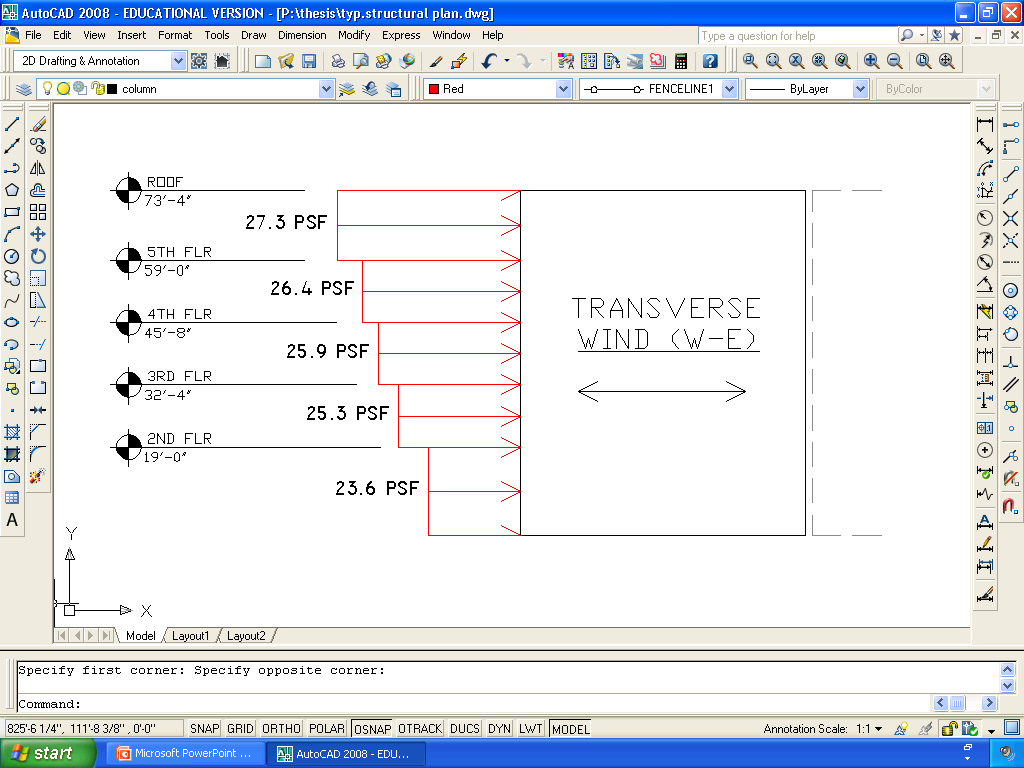 AutoCAD 2008 - EDUCATIONAL VERSION - [P:\thesis\typ.structural plan.dwg]
File Edit View Insert Format Tools Draw Dimension Modify Express Window Help
Type a question for help
2D Drafting & Annotation
column
Red
FENCELINE1
ByLayer
ByColor
ROOF
73'-4"
27.3 PSF
5TH FLR
59'-0"
26.4 PSF
4TH FLR
45'-8"
25.9 PSF
3RD FLR
32'-4"
25.3 PSF
2ND FLR
19'-0"
23.6 PSF
TRANSVERSE
WIND (W-E)
Y
X
A
Model Layout1 Layout2
Specify first corner: Specify opposite corner:
Command:
825'-6 1/4", 111'-8 3/8" , 0'-0" SNAP GRID ORTHO POLAR OSNAP OTRACK DUCS DYN LWT MODEL Annotation Scale: 1:1
start Microsoft PowerPoint ... AutoCAD 2008 - EDU...